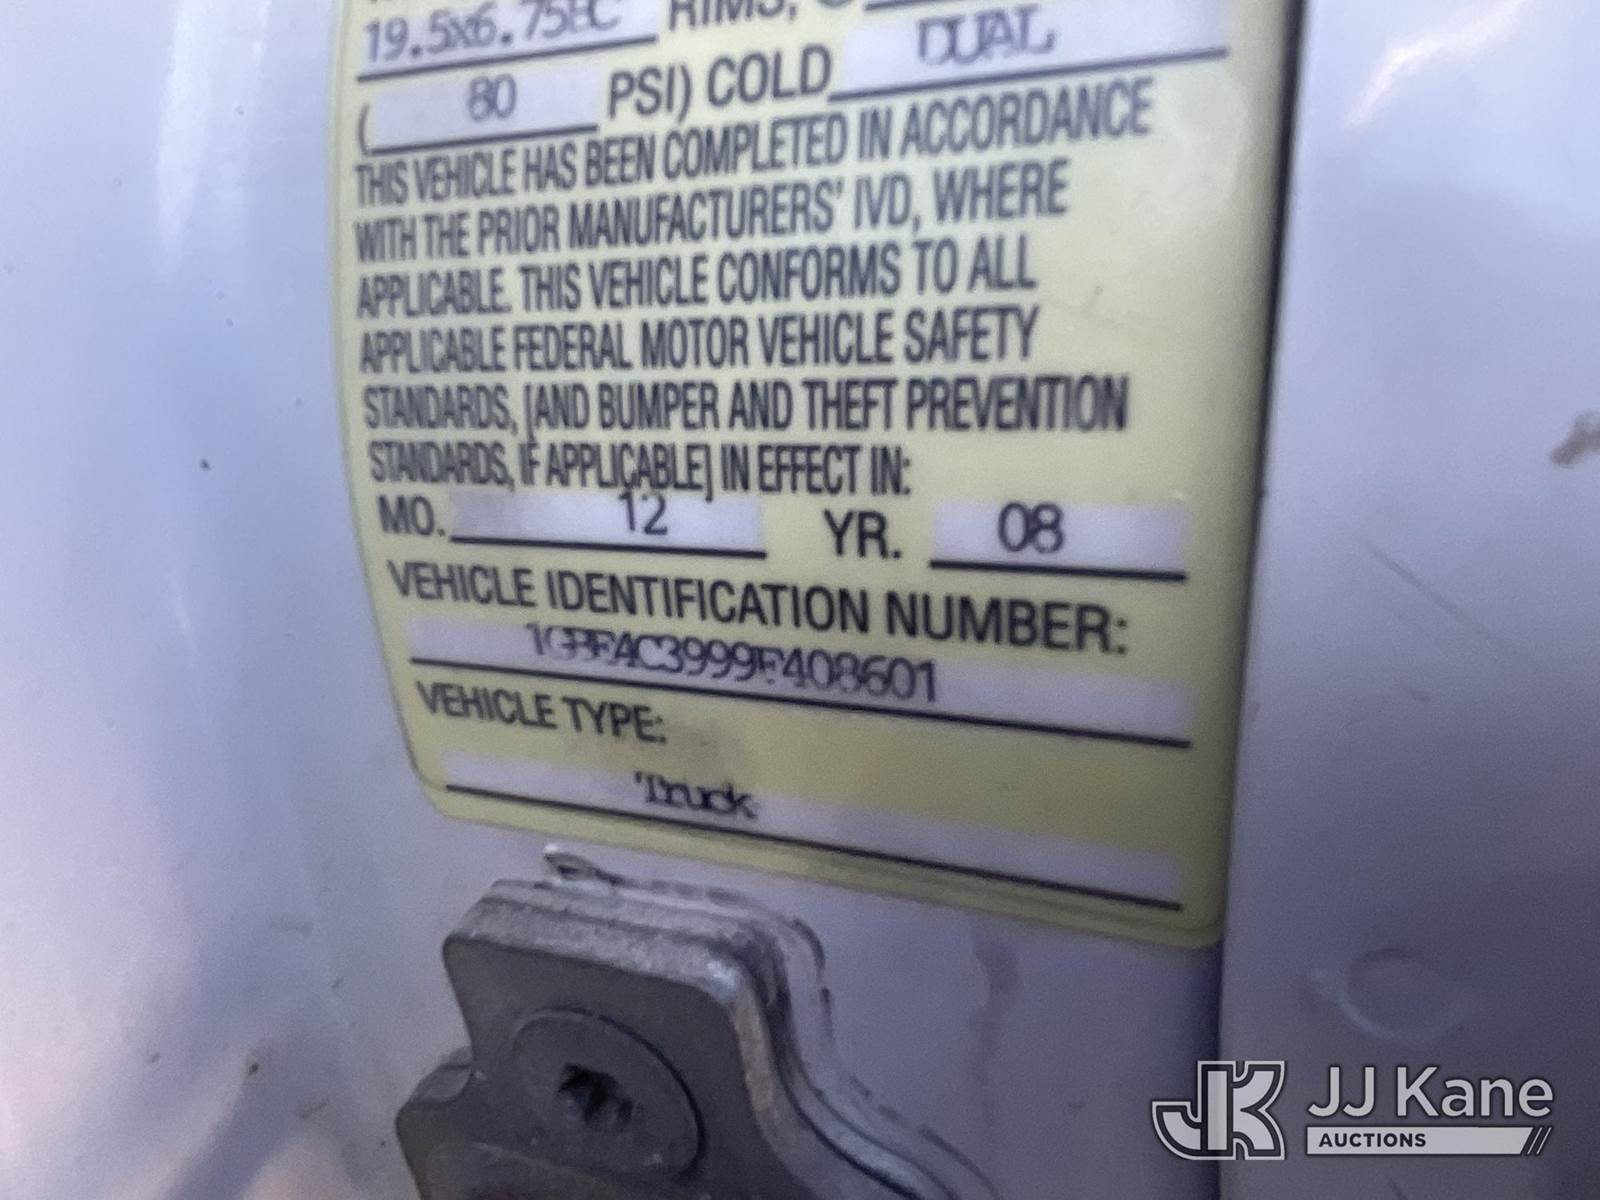 19.5x6.75EC RIMS,
( 80 PSI) COLD DUAL
THIS VEHICLE HAS BEEN COMPLETED IN ACCORDANCE
WITH THE PRIOR MANUFACTURERS' IVD, WHERE
APPLICABLE. THIS VEHICLE CONFORMS TO ALL
APPLICABLE FEDERAL MOTOR VEHICLE SAFETY
STANDARDS, [AND BUMPER AND THEFT PREVENTION
STANDARDS, IF APPLICABLE] IN EFFECT IN:
MO. 12 YR. 08
VEHICLE IDENTIFICATION NUMBER:
VEHICLE TYPE:
Truck
JK JJ Kane
AUCTIONS